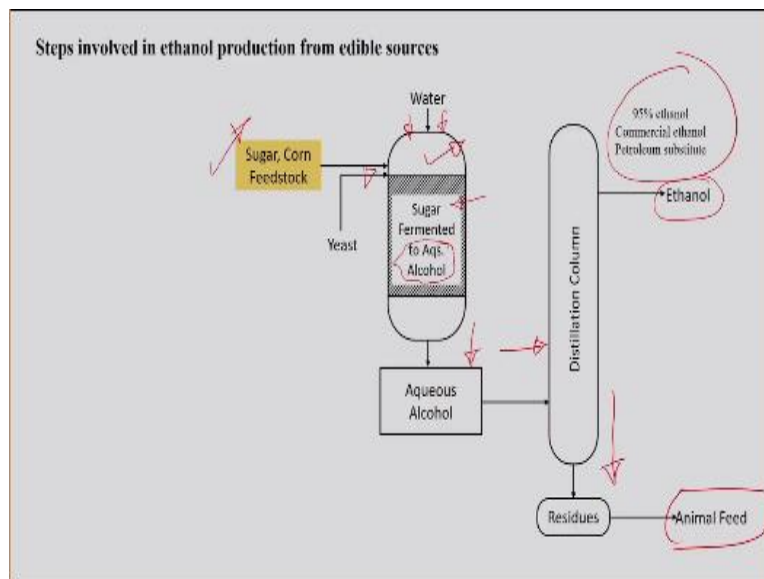 Steps involved in ethanol production from edible sources
Water
95% ethanol
Commercial ethanol
Petroleum substitute
Sugar, Corn
Feedstock
Ethanol
Sugar
Fermented
to Aqs.
Alcohol
Yeast
Distillation Column
Aqueous
Alcohol
Residues
Animal Feed